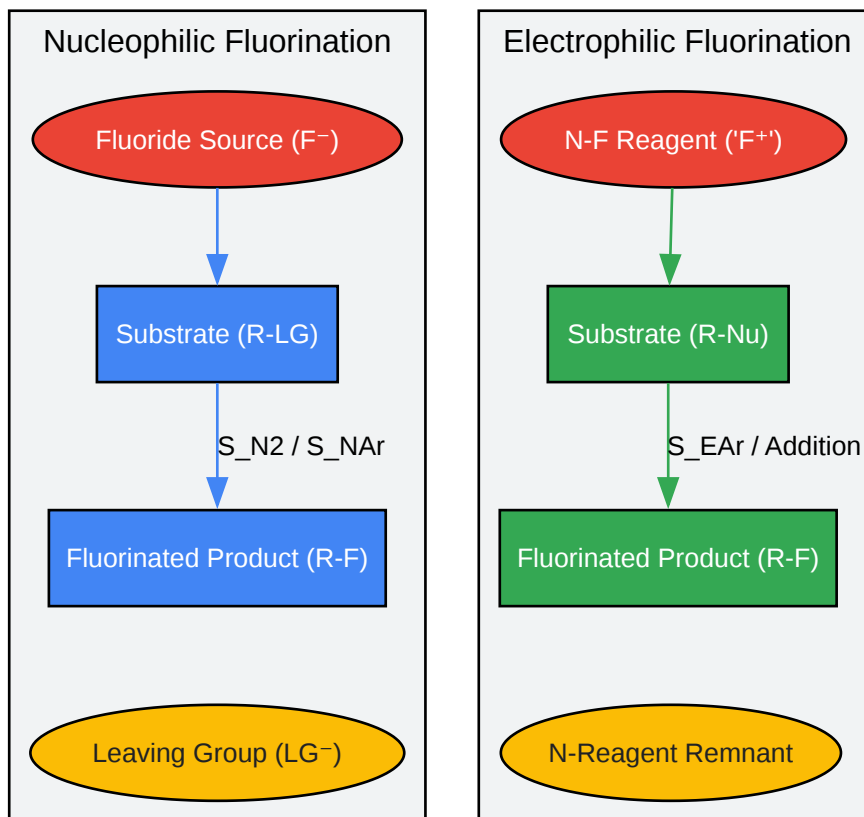 Nucleophilic Fluorination
Fluoride Source (F⁻)
Substrate (R-LG)
S_N2 / S_NAr
Fluorinated Product (R-F)
Leaving Group (LG⁻)
Electrophilic Fluorination
N-F Reagent ('F⁺')
Substrate (R-Nu)
S_EAr / Addition
Fluorinated Product (R-F)
N-Reagent Remnant